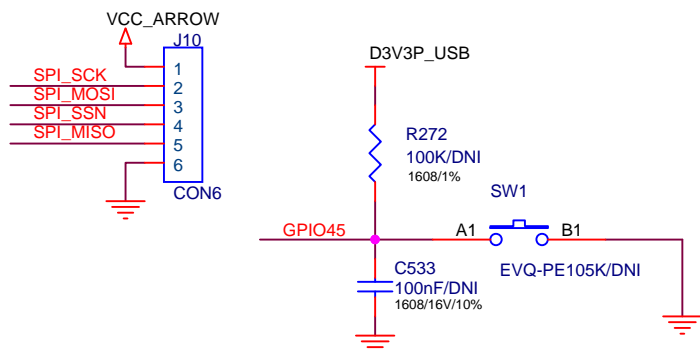 VCC_ARROW
J10
SPI_SCK
SPI_MOSI
SPI_SSN
SPI_MISO
1
2
3
4
5
6
CON6
D3V3P_USB
R272
100K/DNI
1608/1%
SW1
GPIO45
A1
B1
EVQ-PE105K/DNI
C533
100nF/DNI
1608/16V/10%